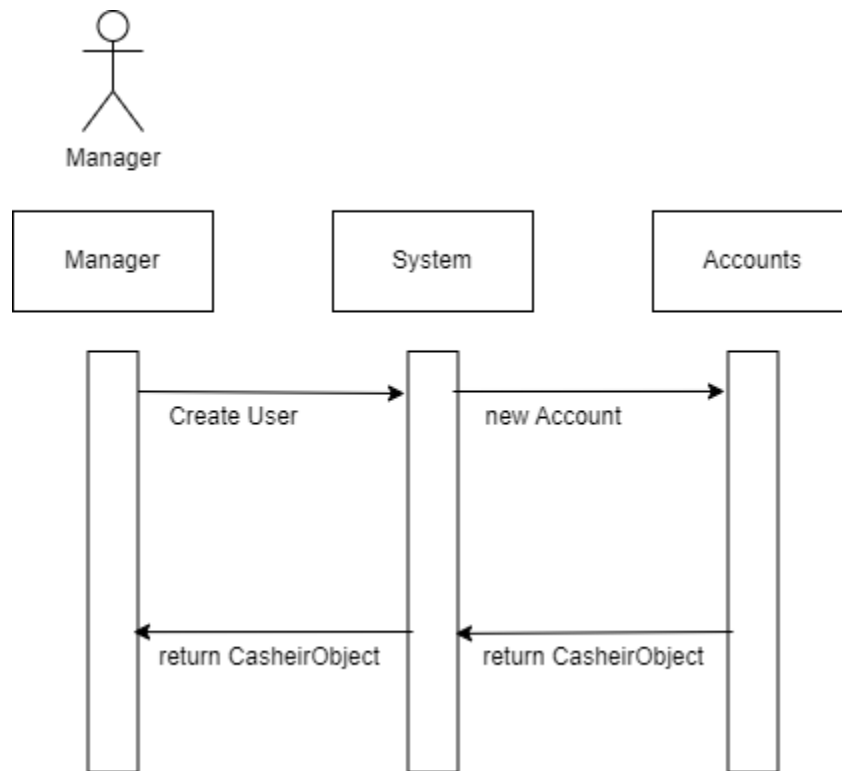 Manager
Manager
System
Accounts
Create User
new Account
return CasheirObject
return CasheirObject